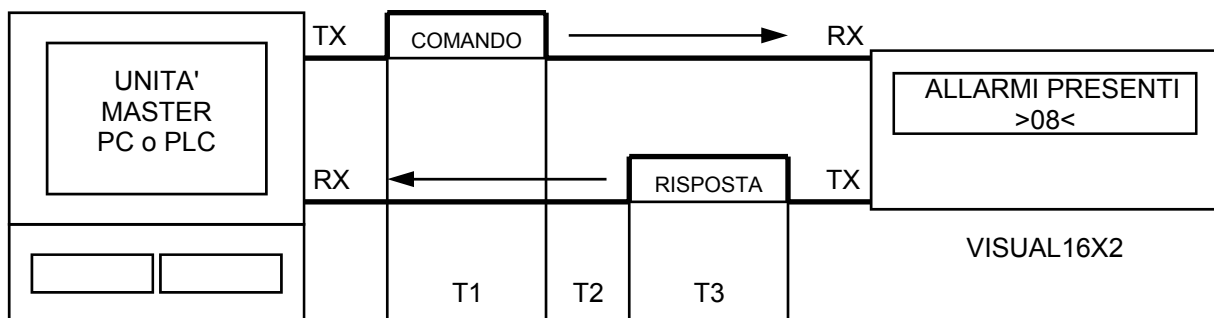 TX
COMANDO
RX
UNITA'
MASTER
PC o PLC
ALLARMI PRESENTI
>08<
RX
RISPOSTA
TX
VISUAL16X2
T1
T2
T3